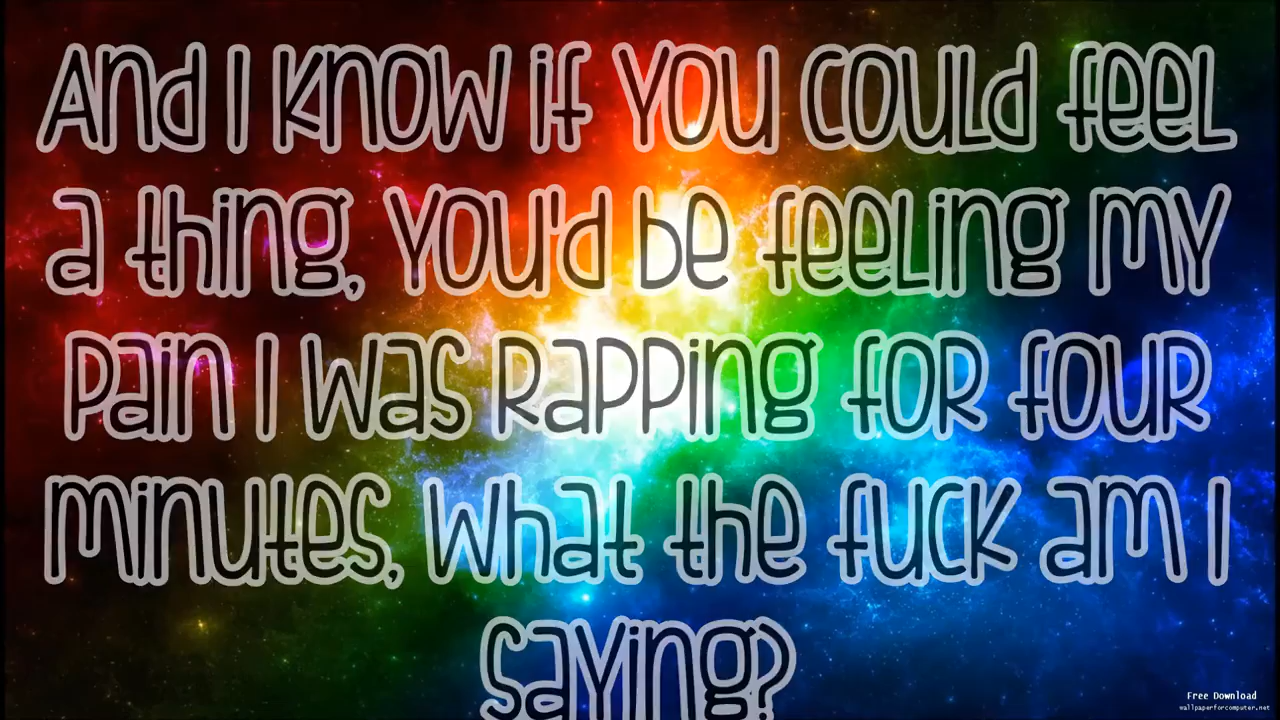 And I know if you could feel
a thing, you'd be feeling my
pain I was rapping for four
minutes, what the fuck am I
saying?
Free Download
wallpaperforcomputer.net